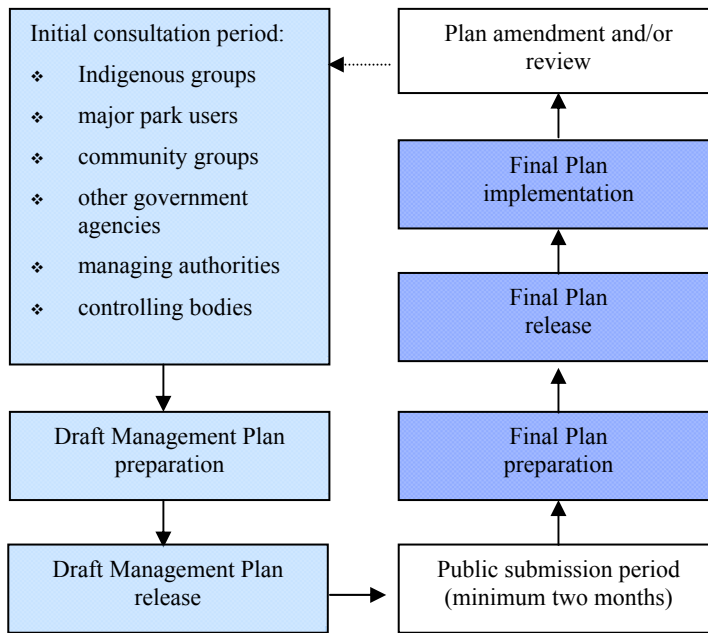 Initial consultation period:
❖ Indigenous groups
❖ major park users
❖ community groups
❖ other government
agencies
❖ managing authorities
❖ controlling bodies
Draft Management Plan
preparation
Draft Management Plan
release
Public submission period
(minimum two months)
Final Plan
preparation
Final Plan
release
Final Plan
implementation
Plan amendment and/or
review